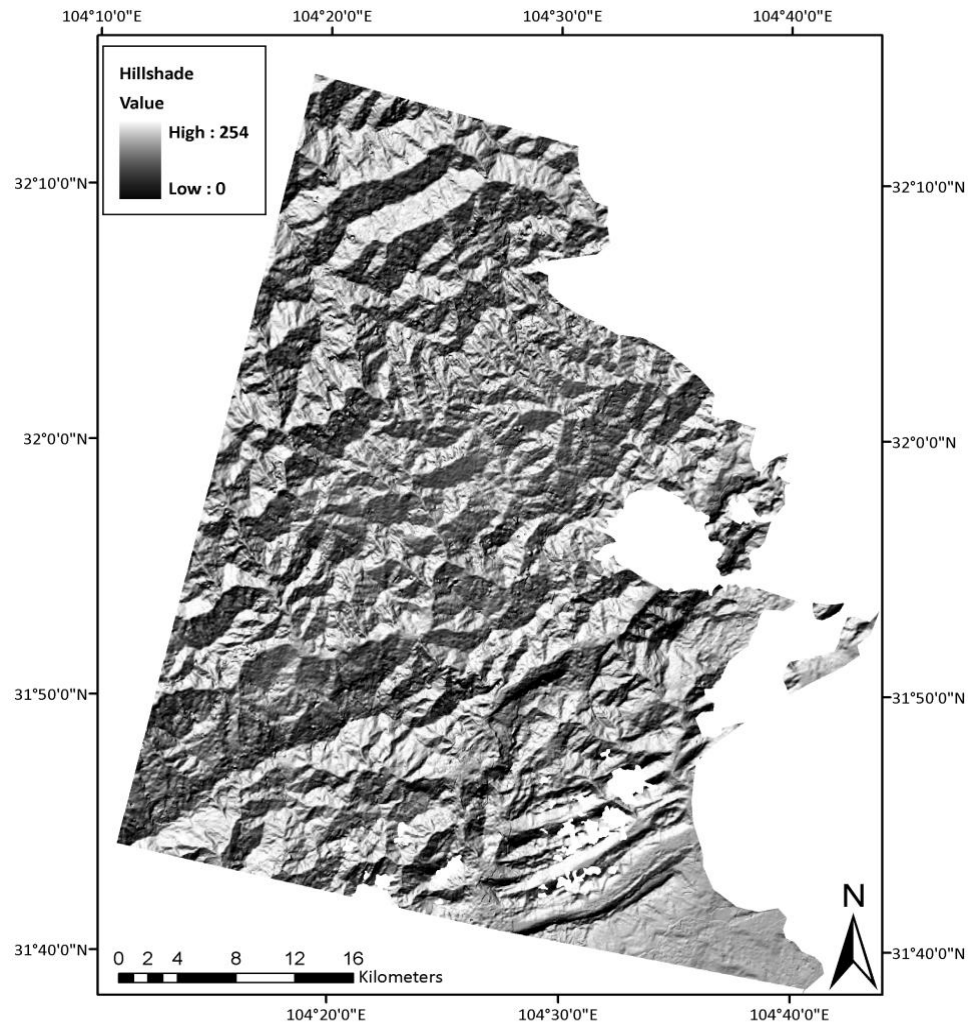 104°10'0"E 104°20'0"E 104°30'0"E 104°40'0"E
Hillshade
Value
High : 254
Low : 0
32°10'0"N 32°10'0"N
32°0'0"N 32°0'0"N
31°50'0"N 31°50'0"N
31°40'0"N 31°40'0"N
N
0 2 4 8 12 16
Kilometers
104°20'0"E 104°30'0"E 104°40'0"E